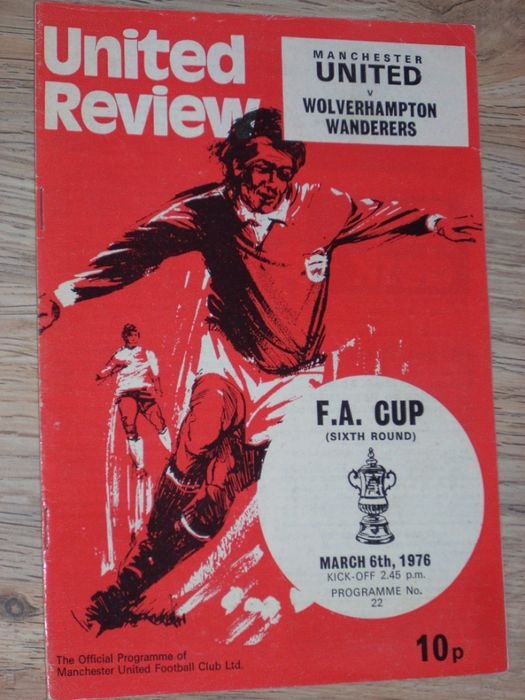 United
Review
MANCHESTER
UNITED
v
WOLVERHAMPTON
WANDERERS
F.A. CUP
(SIXTH ROUND)
MARCH 6th, 1976
KICK-OFF 2.45 p.m.
PROGRAMME No.
22
The Official Programme of
Manchester United Football Club Ltd.
10p